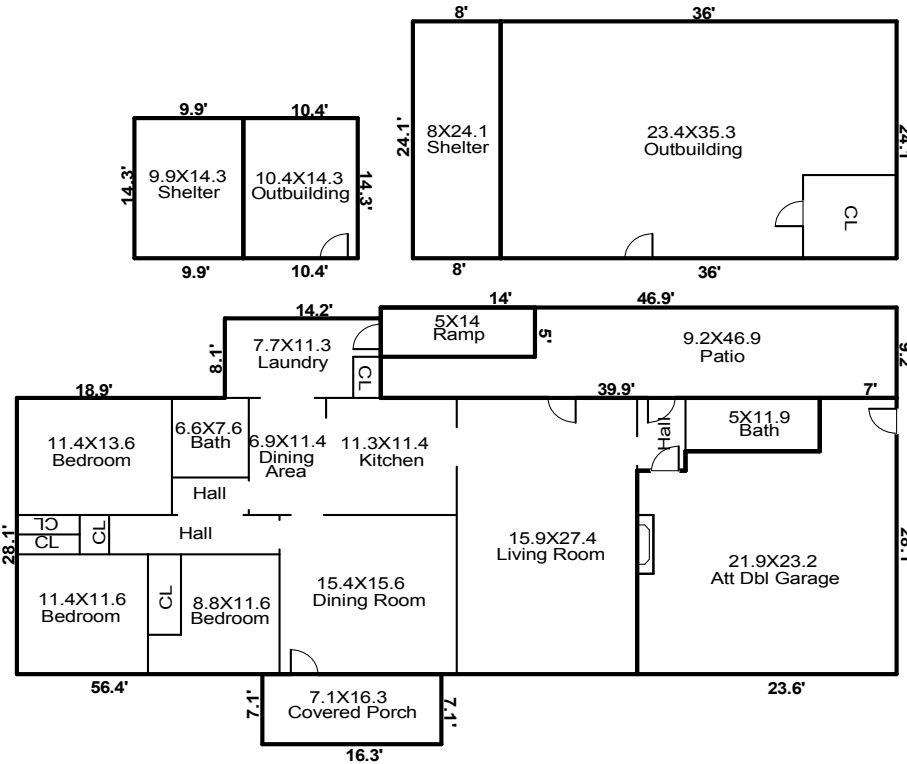 8'
36'
24.1'
8X24.1
Shelter
23.4X35.3
Outbuilding
24.1'
CL
8'
36'
9.9'
10.4'
14.3'
9.9X14.3
Shelter
10.4X14.3
Outbuilding
14.3'
9.9'
10.4'
14.2'
14'
46.9'
5X14
Ramp
5'
9.2X46.9
Patio
9.2'
8.1'
7.7X11.3
Laundry
CL
18.9'
39.9'
7'
11.4X13.6
Bedroom
6.6X7.6
Bath
6.9X11.4
Dining
Area
11.3X11.4
Kitchen
Hall
5X11.9
Bath
Hall
Hall
CL
CL
CL
28.1'
15.9X27.4
Living Room
28.1'
21.9X23.2
Att Dbl Garage
11.4X11.6
Bedroom
CL
8.8X11.6
Bedroom
15.4X15.6
Dining Room
56.4'
23.6'
7.1'
7.1X16.3
Covered Porch
7.1'
16.3'